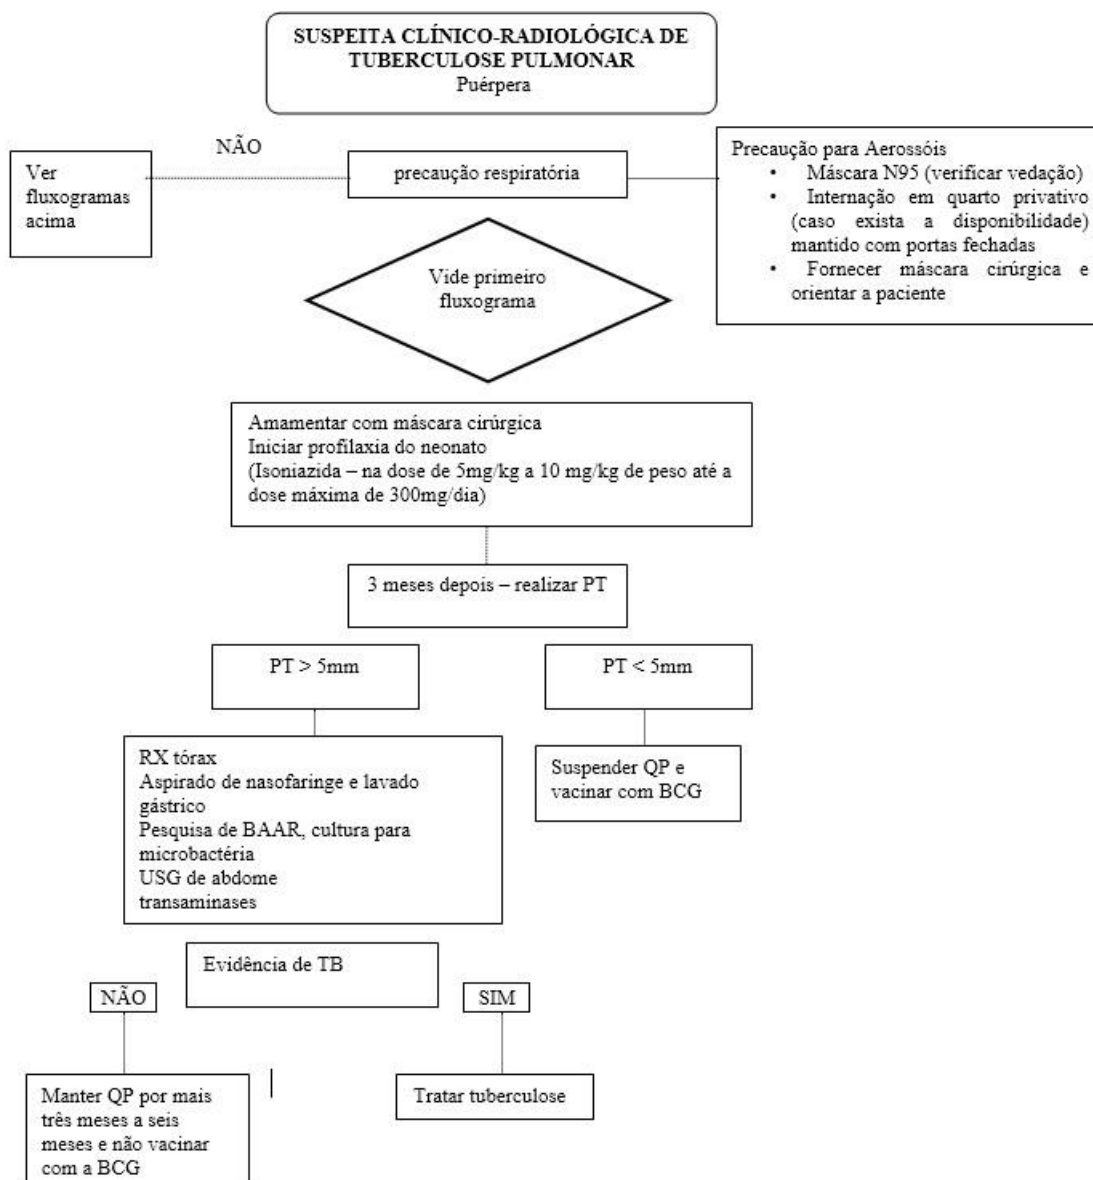 SUSPEITA CLÍNICO-RADIOLÓGICA DE
TUBERCULOSE PULMONAR
Puérpera
NÃO
Ver
fluxogramas
acima
precaução respiratória
Precaução para Aerossóis
• Máscara N95 (verificar vedação)
• Internação em quarto privativo
(caso exista a disponibilidade)
mantido com portas fechadas
• Fornecer máscara cirúrgica e
orientar a paciente
Vide primeiro
fluxograma
Amamentar com máscara cirúrgica
Iniciar profilaxia do neonato
(Isoniazida – na dose de 5mg/kg a 10 mg/kg de peso até a
dose máxima de 300mg/dia)
3 meses depois – realizar PT
PT > 5mm
PT < 5mm
RX tórax
Aspirado de nasofaringe e lavado
gástrico
Pesquisa de BAAR, cultura para
microbactéria
USG de abdome
transaminases
Suspender QP e
vacinar com BCG
Evidência de TB
NÃO
SIM
Manter QP por mais
três meses a seis
meses e não vacinar
com a BCG
Tratar tuberculose